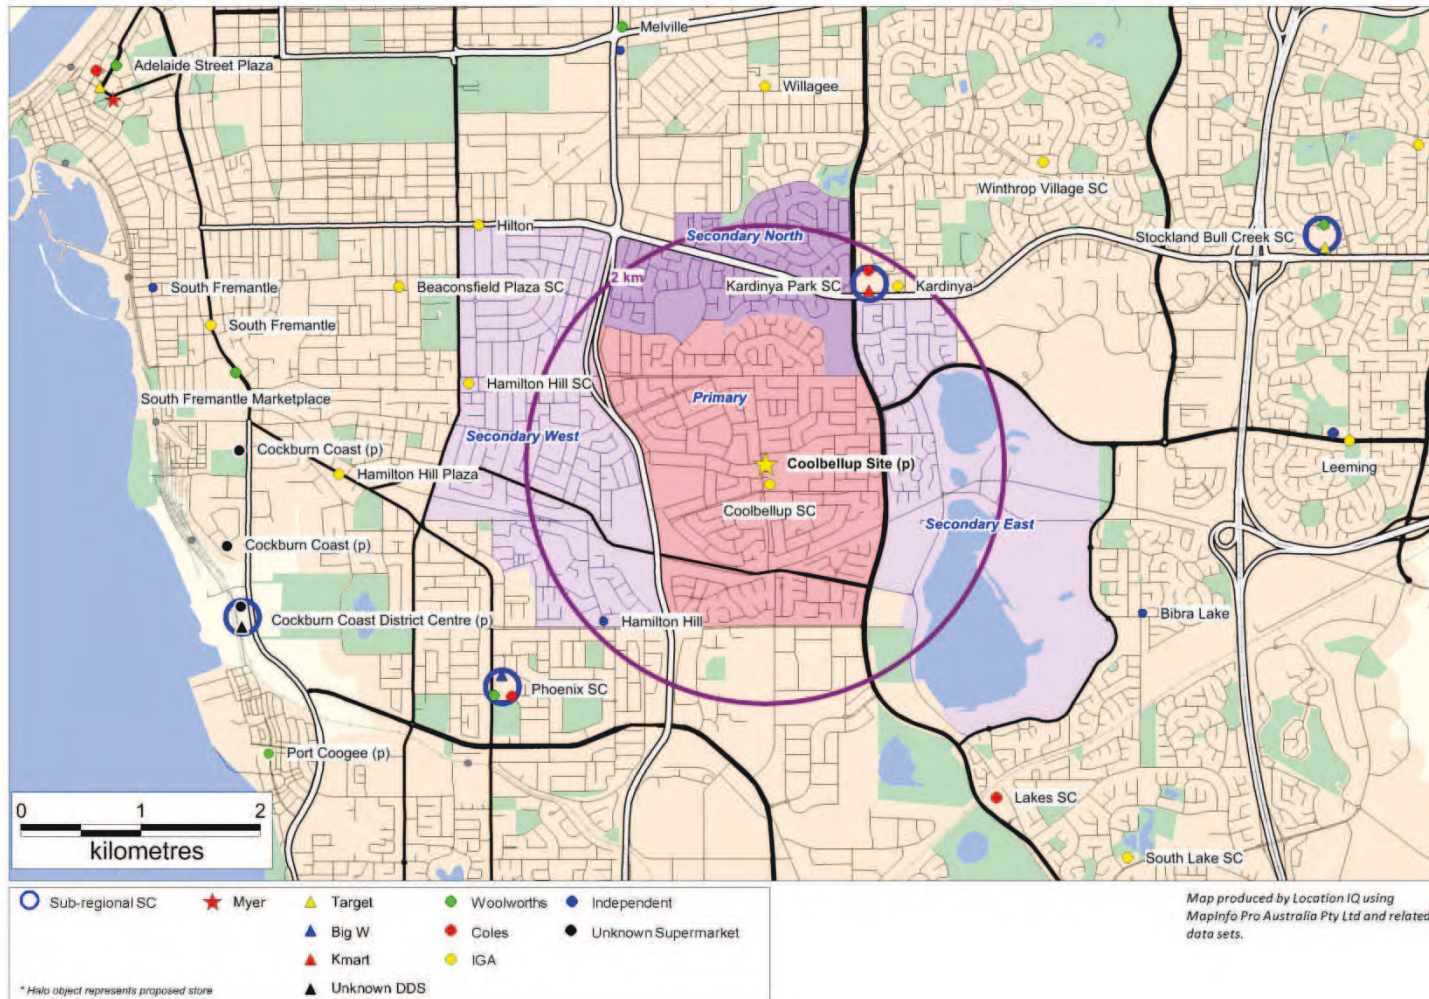 Melville
Adelaide Street Plaza
Willagee
Winthrop Village SC
Hilton
Secondary North
Stockland Bull Creek SC
2 km
South Fremantle
Beaconsfield Plaza SC
Kardinya Park SC
Kardinya
South Fremantle
Hamilton Hill SC
South Fremantle Marketplace
Primary
Secondary West
Cockburn Coast (p)
Hamilton Hill Plaza
Coolbellup Site (p)
Leeming
Coolbellup SC
Secondary East
Cockburn Coast (p)
Cockburn Coast District Centre (p)
Hamilton Hill
Bibra Lake
Phoenix SC
Port Coogee (p)
Lakes SC
South Lake SC
0 1 2
kilometres
Sub-regional SC
Myer
Target
Woolworths
Independent
Big W
Coles
Unknown Supermarket
Kmart
IGA
Unknown DDS
* Halo object represents proposed store
Map produced by Location IQ using
MapInfo Pro Australia Pty Ltd and related
data sets.